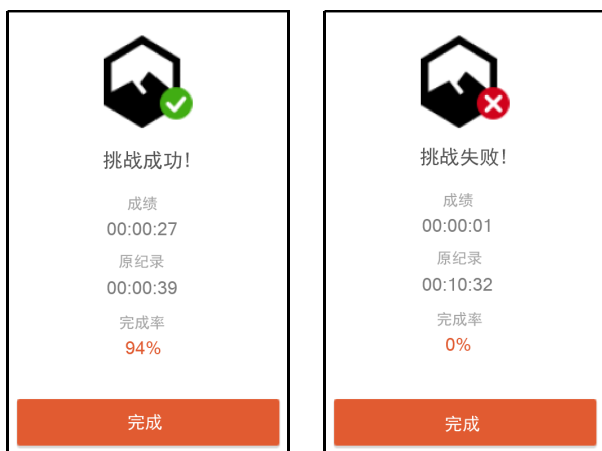 挑战成功!
成绩
00:00:27
原纪录
00:00:39
完成率
94%
完成
挑战失败!
成绩
00:00:01
原纪录
00:10:32
完成率
0%
完成